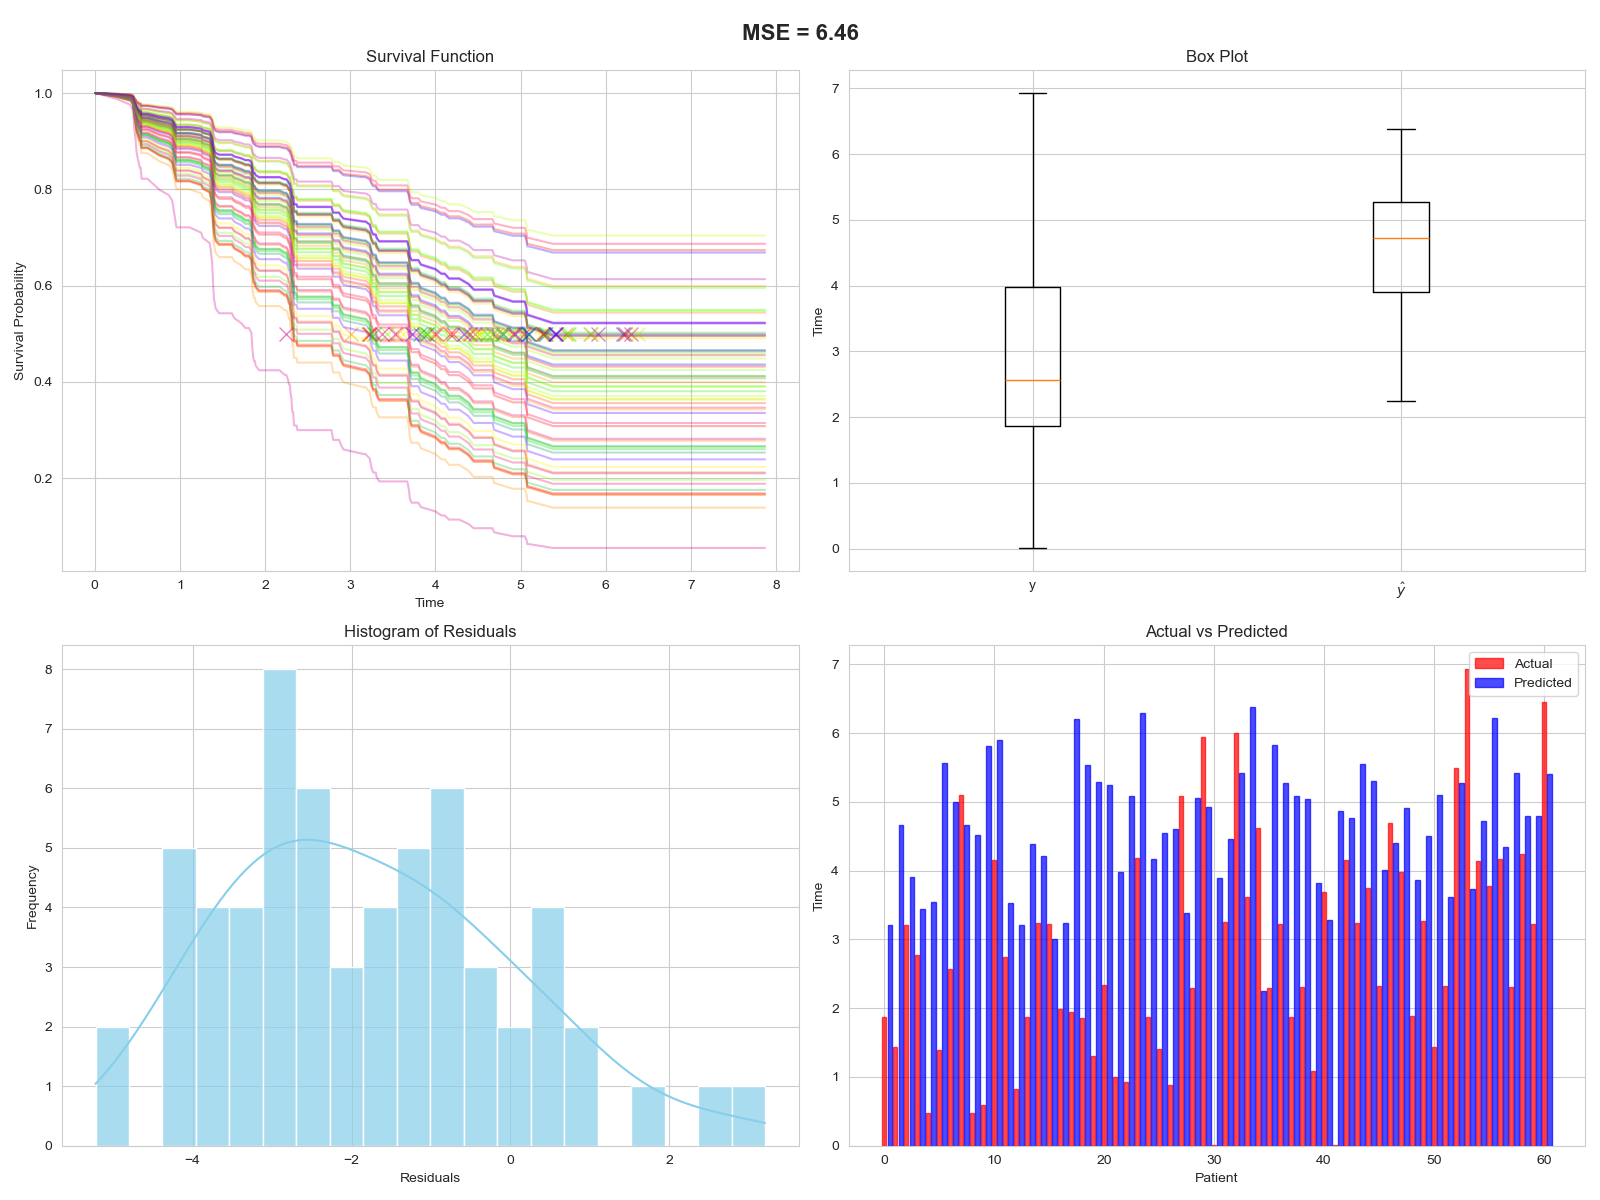 MSE = 6.46
Survival Function
Survival Probability
1.0
0.8
0.6
0.4
0.2
0 1 2 3 4 5 6 7 8
Time
Box Plot
Time
7
6
5
4
3
2
1
0
y ŷ
Histogram of Residuals
Frequency
8
7
6
5
4
3
2
1
0
−4 −2 0 2
Residuals
Actual vs Predicted
Time
7
6
5
4
3
2
1
0
Actual
Predicted
0 10 20 30 40 50 60
Patient